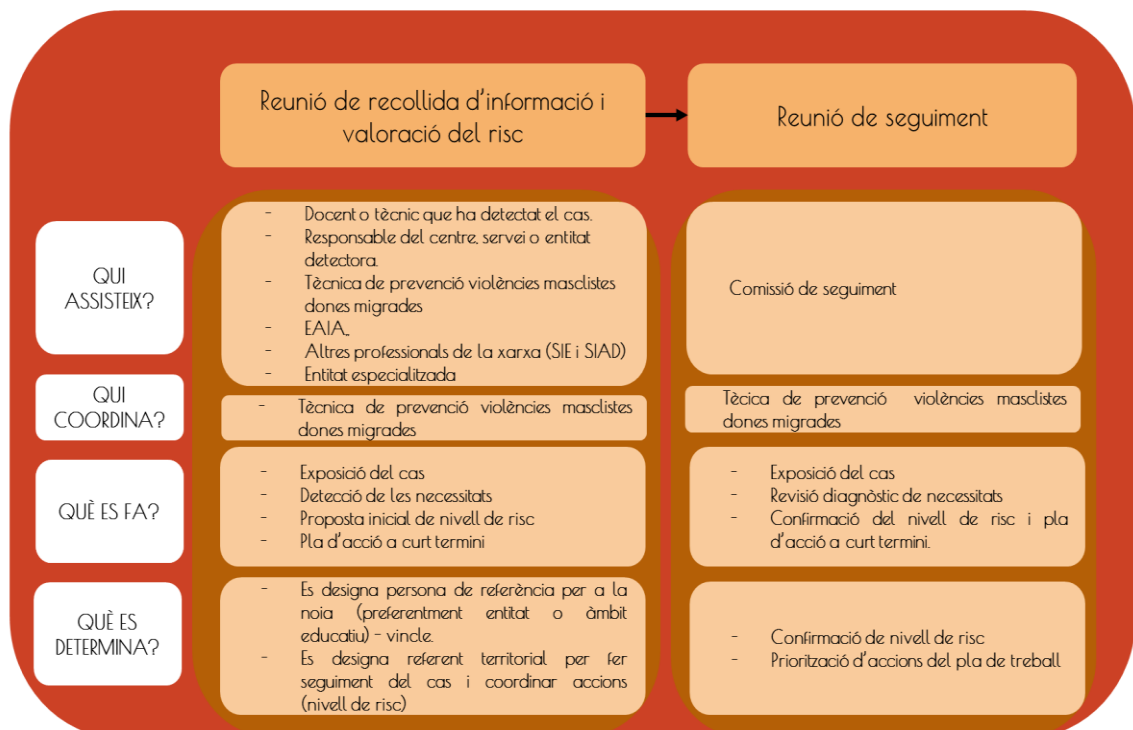 Reunió de recollida d'informació i
valoració del risc
Reunió de seguiment
QUI
ASSISTEIX?
- Docent o tècnic que ha detectat el cas.
- Responsable del centre, servei o entitat
detectora.
- Tècnica de prevenció violències masclistes
dones migrades
- EAIA,,
- Altres professionals de la xarxa (SIE i SIAD)
- Entitat especialitzada
Comissió de seguiment
QUI
COORDINA?
- Tècnica de prevenció violències masclistes
dones migrades
Tècica de prevenció violències masclistes
dones migrades
QUÈ ES FA?
- Exposició del cas
- Detecció de les necessitats
- Proposta inicial de nivell de risc
- Pla d'acció a curt termini
- Exposició del cas
- Revisió diagnòstic de necessitats
- Confirmació del nivell de risc i pla
d'acció a curt termini.
QUÈ ES
DETERMINA?
- Es designa persona de referència per a la
noia (preferentment entitat o àmbit
educatiu) – vincle.
- Es designa referent territorial per fer
seguiment del cas i coordinar accions
(nivell de risc)
- Confirmació de nivell de risc
- Priorització d'accions del pla de treball